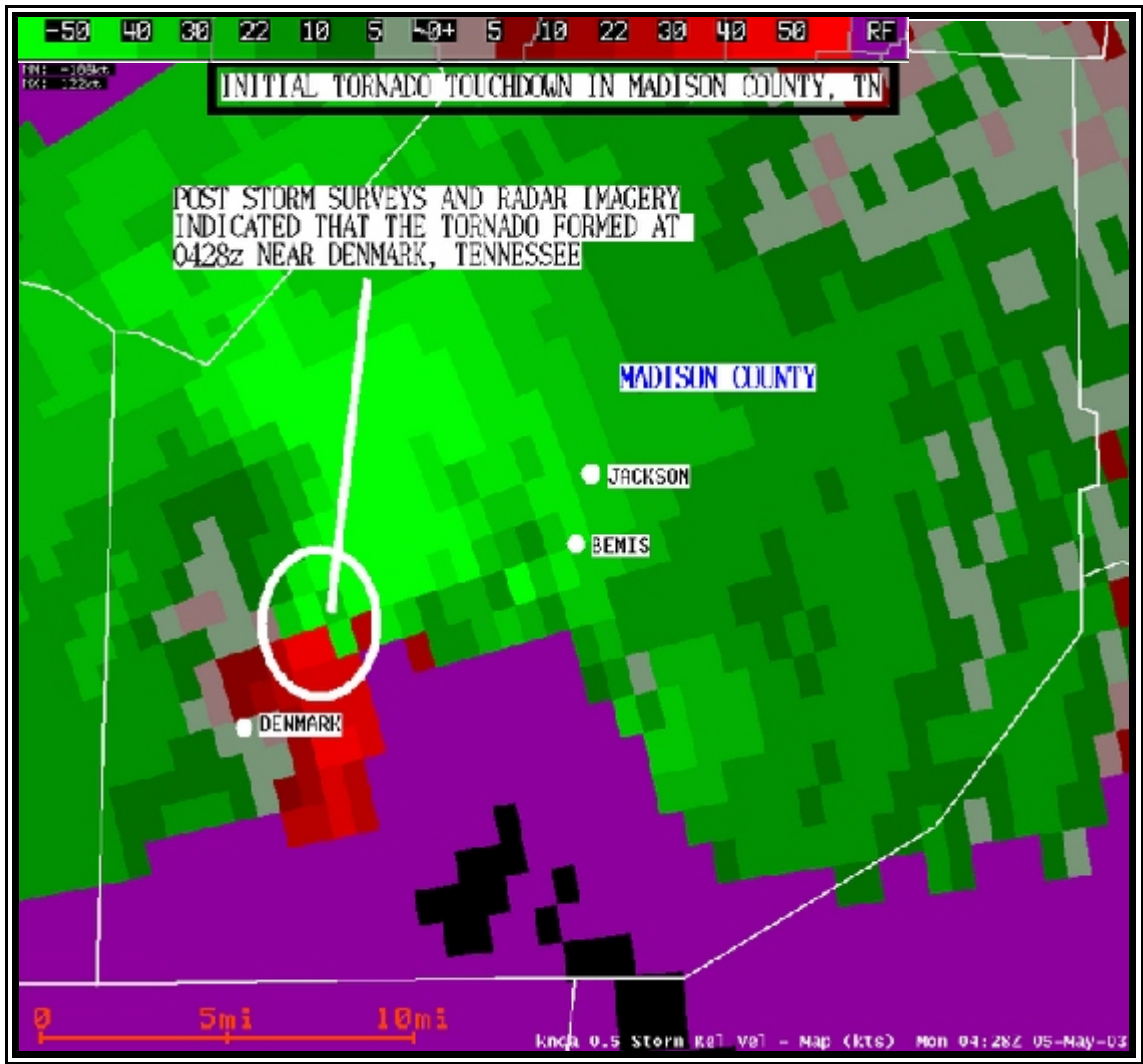 -50 40 30 22 10 5 -0+ 5 10 22 30 40 50 RF
MX: 122kt
INITIAL TORNADO TOUCHDOWN IN MADISON COUNTY, TN
POST STORM SURVEYS AND RADAR IMAGERY
INDICATED THAT THE TORNADO FORMED AT
0428z NEAR DENMARK, TENNESSEE
MADISON COUNTY
JACKSON
BEMIS
DENMARK
0 5mi 10mi
knqa 0.5 Storm Rel Vel - Map (kts) Mon 04:28Z 05-May-03